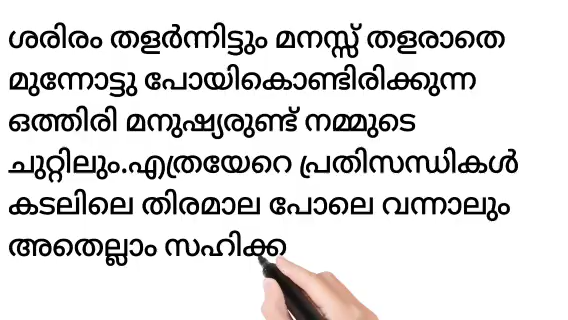 ശരിരം തളർന്നിട്ടും മനസ്സ് തളരാതെ
മുന്നോട്ടു പോയികൊണ്ടിരിക്കുന്ന
ഒത്തിരി മനുഷ്യരുണ്ട് നമ്മുടെ
ചുറ്റിലും.എത്രയേറെ പ്രതിസന്ധികൾ
കടലിലെ തിരമാല പോലെ വന്നാലും
അതെല്ലാം സഹിക്ക